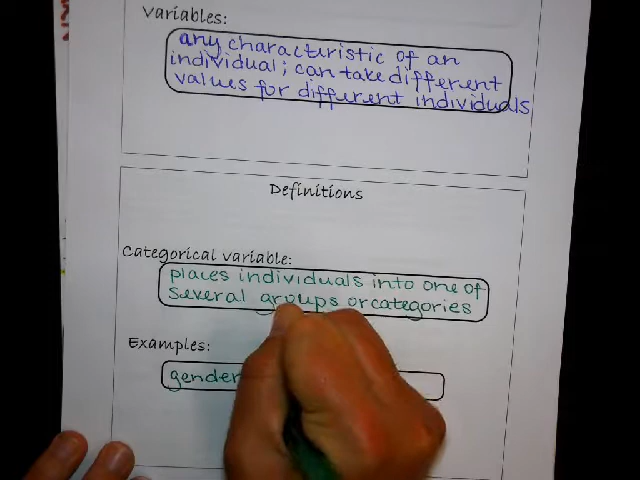 Variables:
any characteristic of an
individual; can take different
values for different individuals
Definitions
Categorical variable:
places individuals into one of
several groups or categories
Examples:
gender